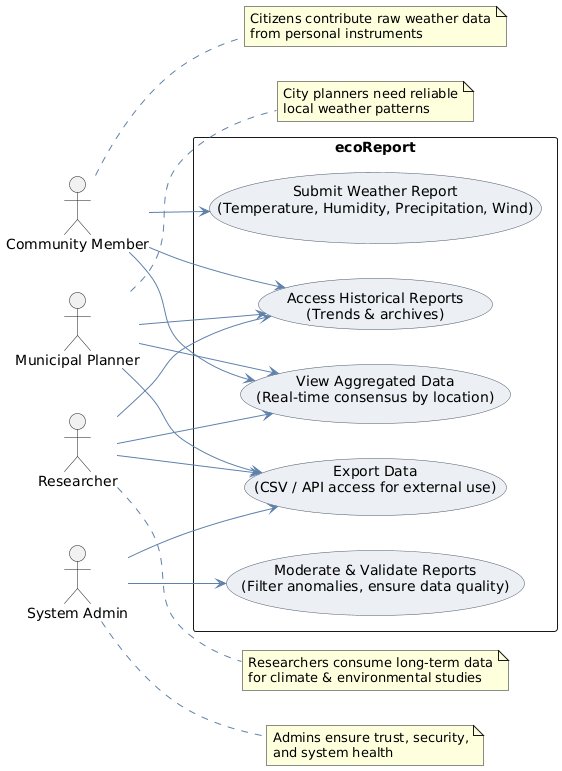 Citizens contribute raw weather data
from personal instruments
City planners need reliable
local weather patterns
ecoReport
Submit Weather Report
(Temperature, Humidity, Precipitation, Wind)
Community Member
Access Historical Reports
(Trends & archives)
Municipal Planner
View Aggregated Data
(Real-time consensus by location)
Researcher
Export Data
(CSV / API access for external use)
Moderate & Validate Reports
(Filter anomalies, ensure data quality)
System Admin
Researchers consume long-term data
for climate & environmental studies
Admins ensure trust, security,
and system health